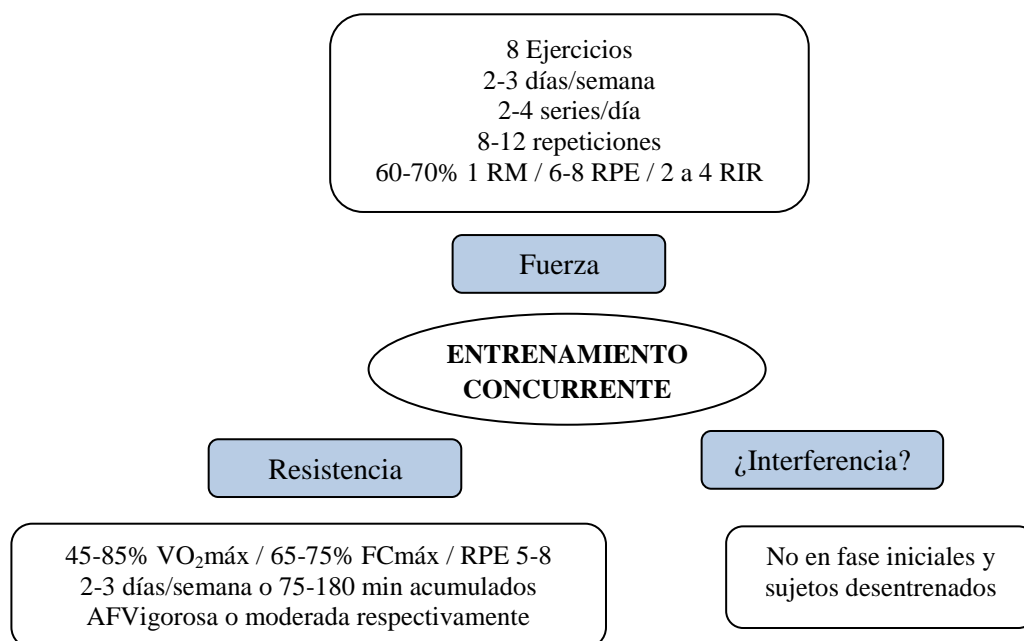 8 Ejercicios
2-3 días/semana
2-4 series/día
8-12 repeticiones
60-70% 1 RM / 6-8 RPE / 2 a 4 RIR
Fuerza
ENTRENAMIENTO
CONCURRENTE
Resistencia
¿Interferencia?
45-85% VO₂máx / 65-75% FCmáx / RPE 5-8
2-3 días/semana o 75-180 min acumulados
AFVigorosa o moderada respectivamente
No en fase iniciales y
sujetos desentrenados